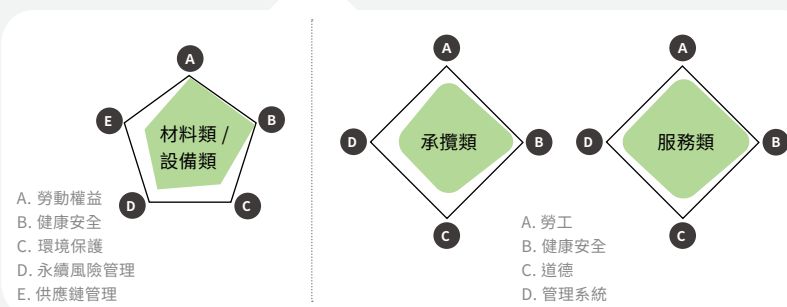 A
E
B
材料類 /
設備類
D
C
A. 勞動權益
B. 健康安全
C. 環境保護
D. 永續風險管理
E. 供應鏈管理
A
D
承攬類
B
C
A
D
服務類
B
C
A. 勞工
B. 健康安全
C. 道德
D. 管理系統